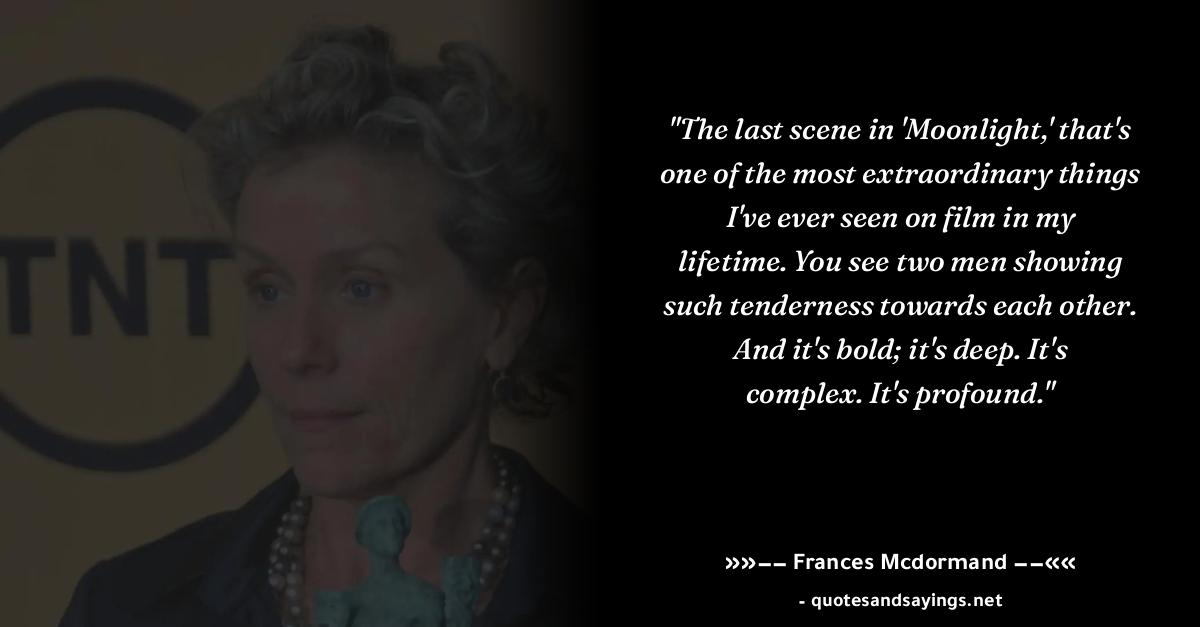 TNT
"The last scene in 'Moonlight,' that's
one of the most extraordinary things
I've ever seen on film in my
lifetime. You see two men showing
such tenderness towards each other.
And it's bold; it's deep. It's
complex. It's profound."
»»−− Frances Mcdormand −−««
- quotesandsayings.net